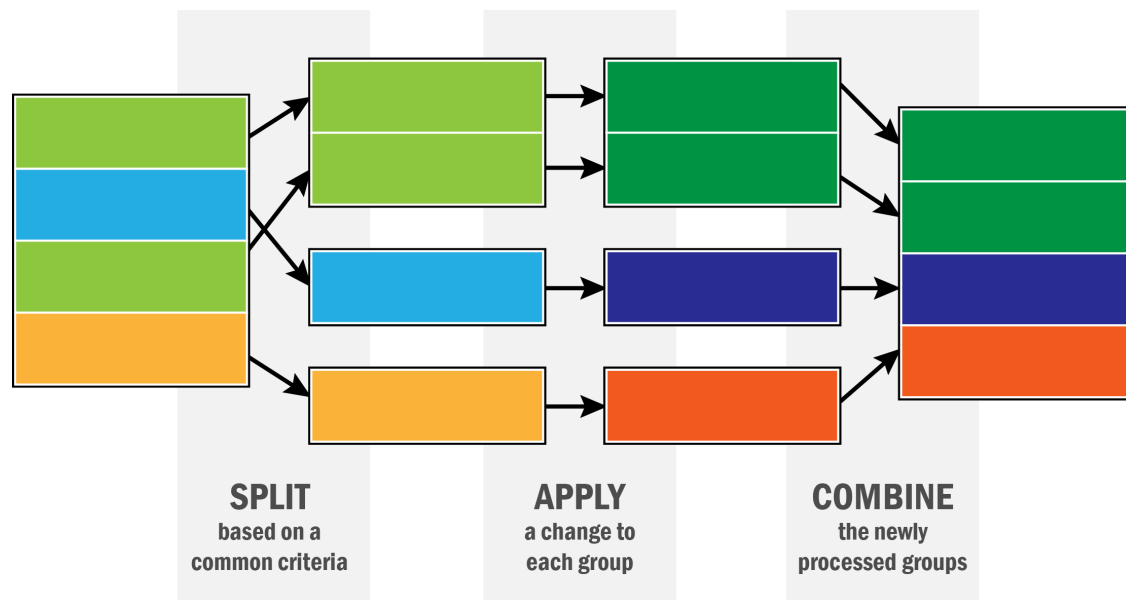 SPLIT
based on a
common criteria
APPLY
a change to
each group
COMBINE
the newly
processed groups